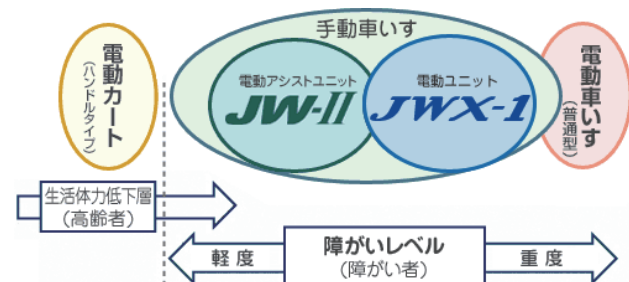 手動車いす
電動カート
(ハンドルタイプ)
電動アシストユニット
JW-II
電動ユニット
JWX-1
電動車いす
(普通型)
生活体力低下層
(高齢者)
軽度
障がいレベル
(障がい者)
重度